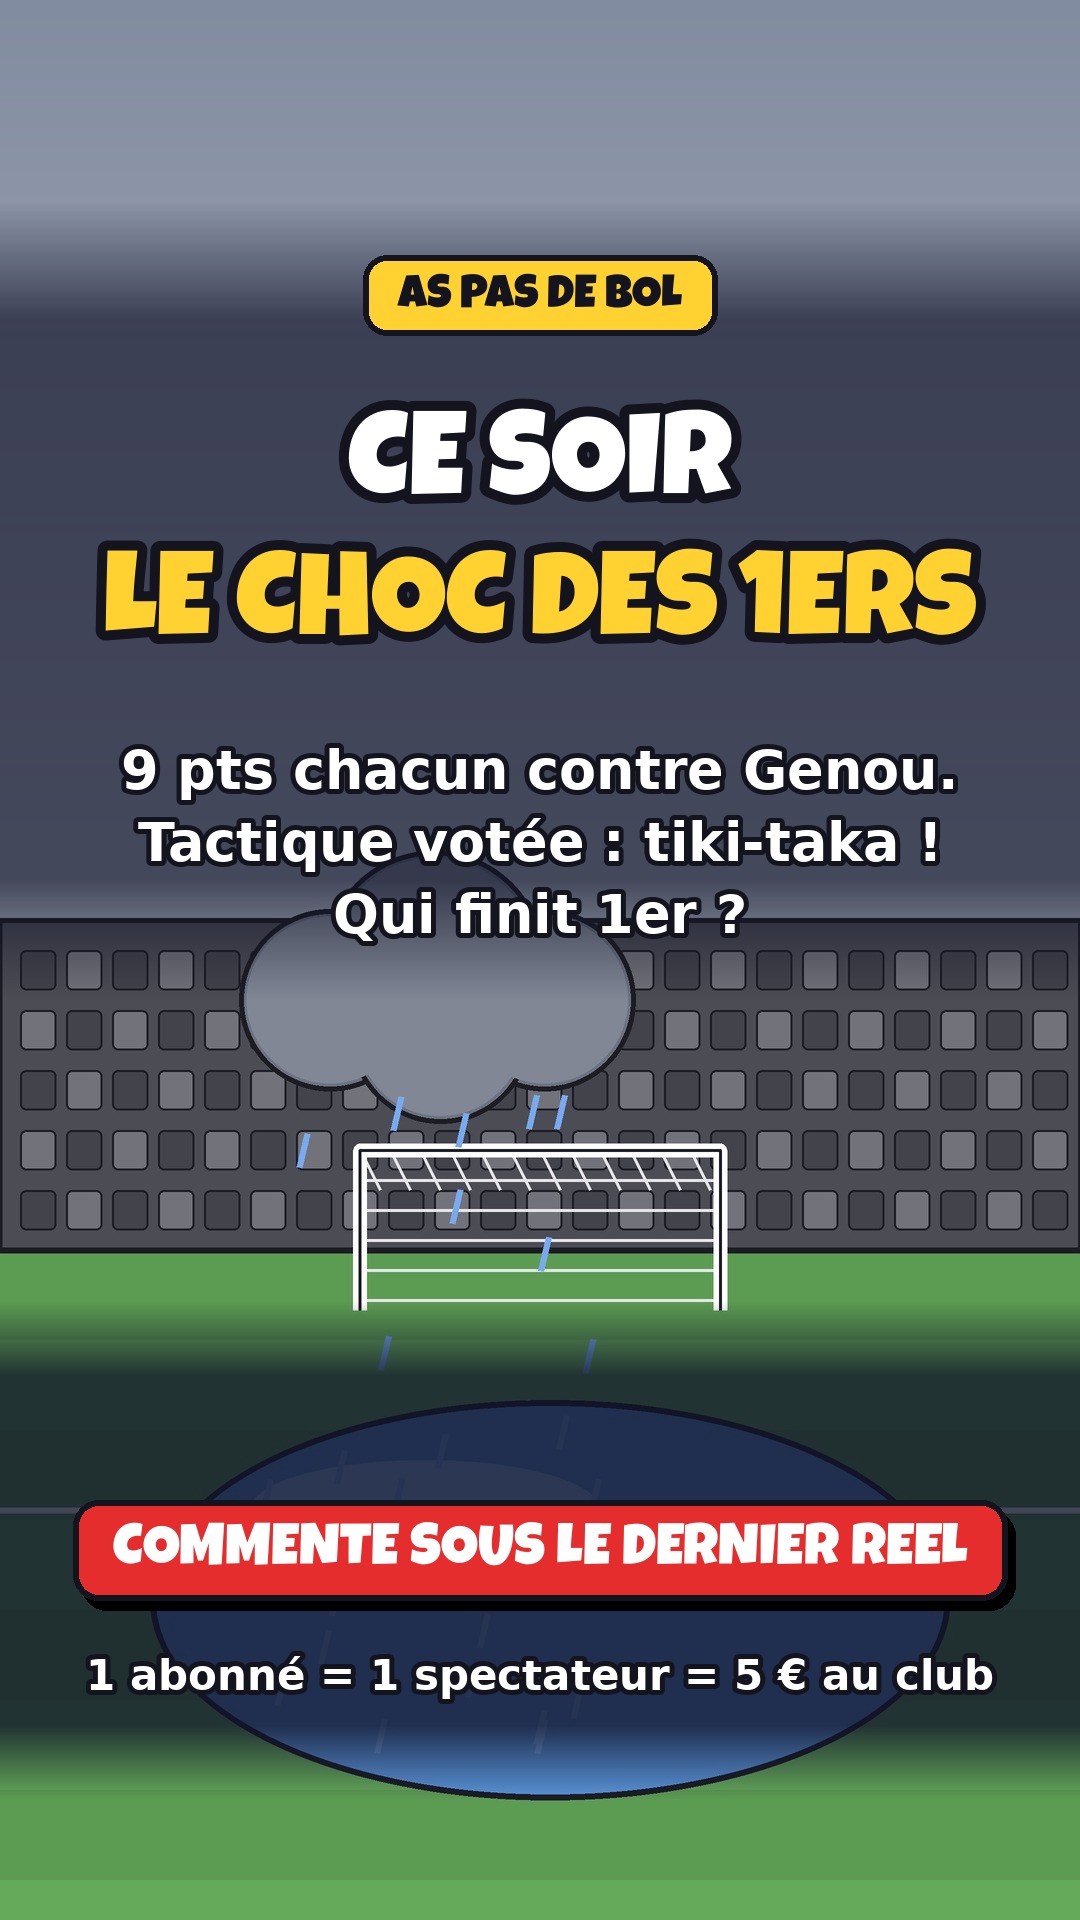 AS PAS DE BOL
CE SOIR
LE CHOC DES 1ERS
9 pts chacun contre Genou.
Tactique votée : tiki-taka !
Qui finit 1er ?
COMMENTE SOUS LE DERNIER REEL
1 abonné = 1 spectateur = 5 € au club